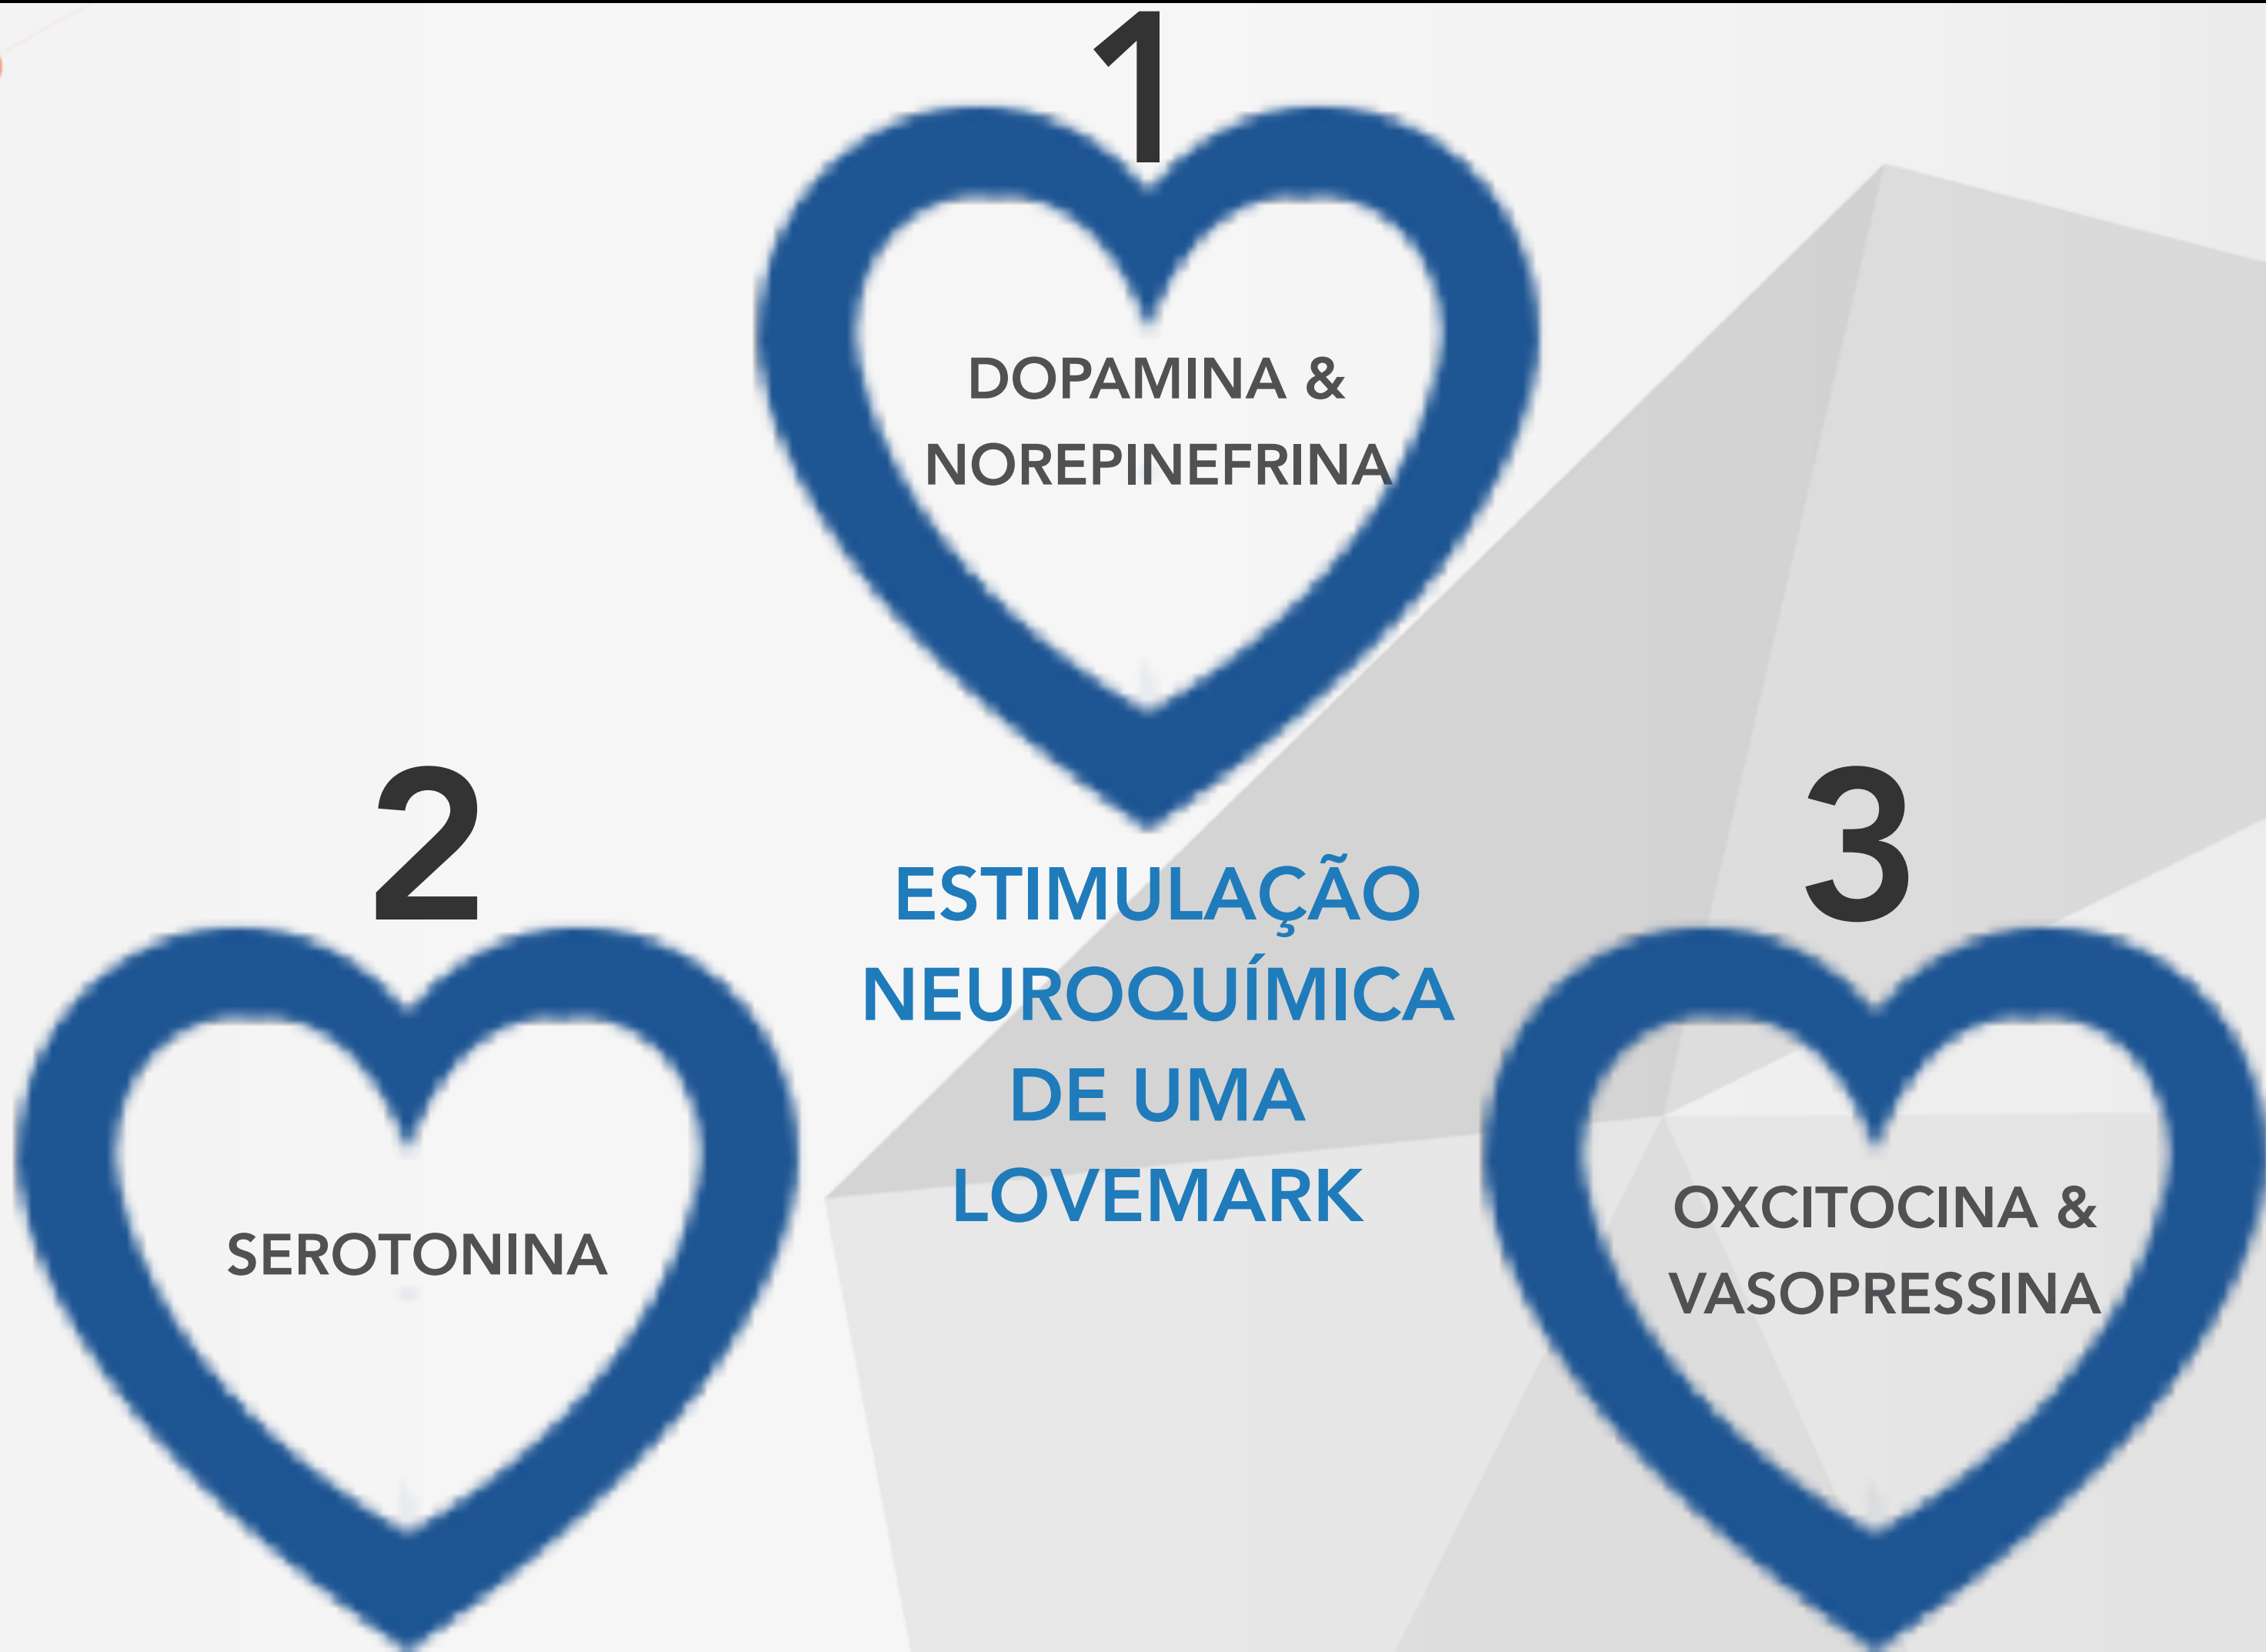 1
DOPAMINA &
NOREPINEFRINA
2
3
ESTIMULAÇÃO
NEUROQUÍMICA
DE UMA
LOVEMARK
SEROTONINA
OXCITOCINA &
VASOPRESSINA